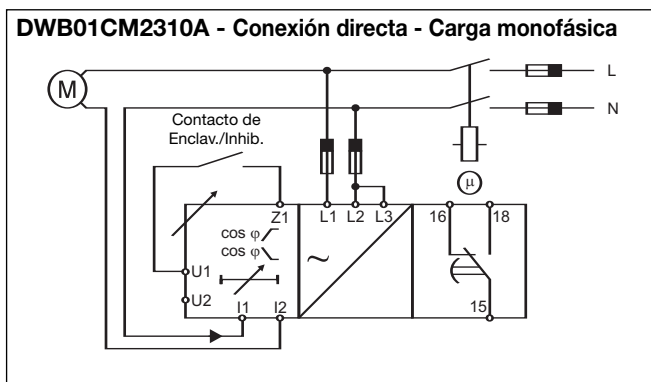 DWB01CM2310A - Conexión directa - Carga monofásica
L
M
N
Contacto de
Enclav./Inhib.
μ
Z1 L1 L2 L3 16 18
cos φ
cos φ
~
U1
U2
I1 I2 15